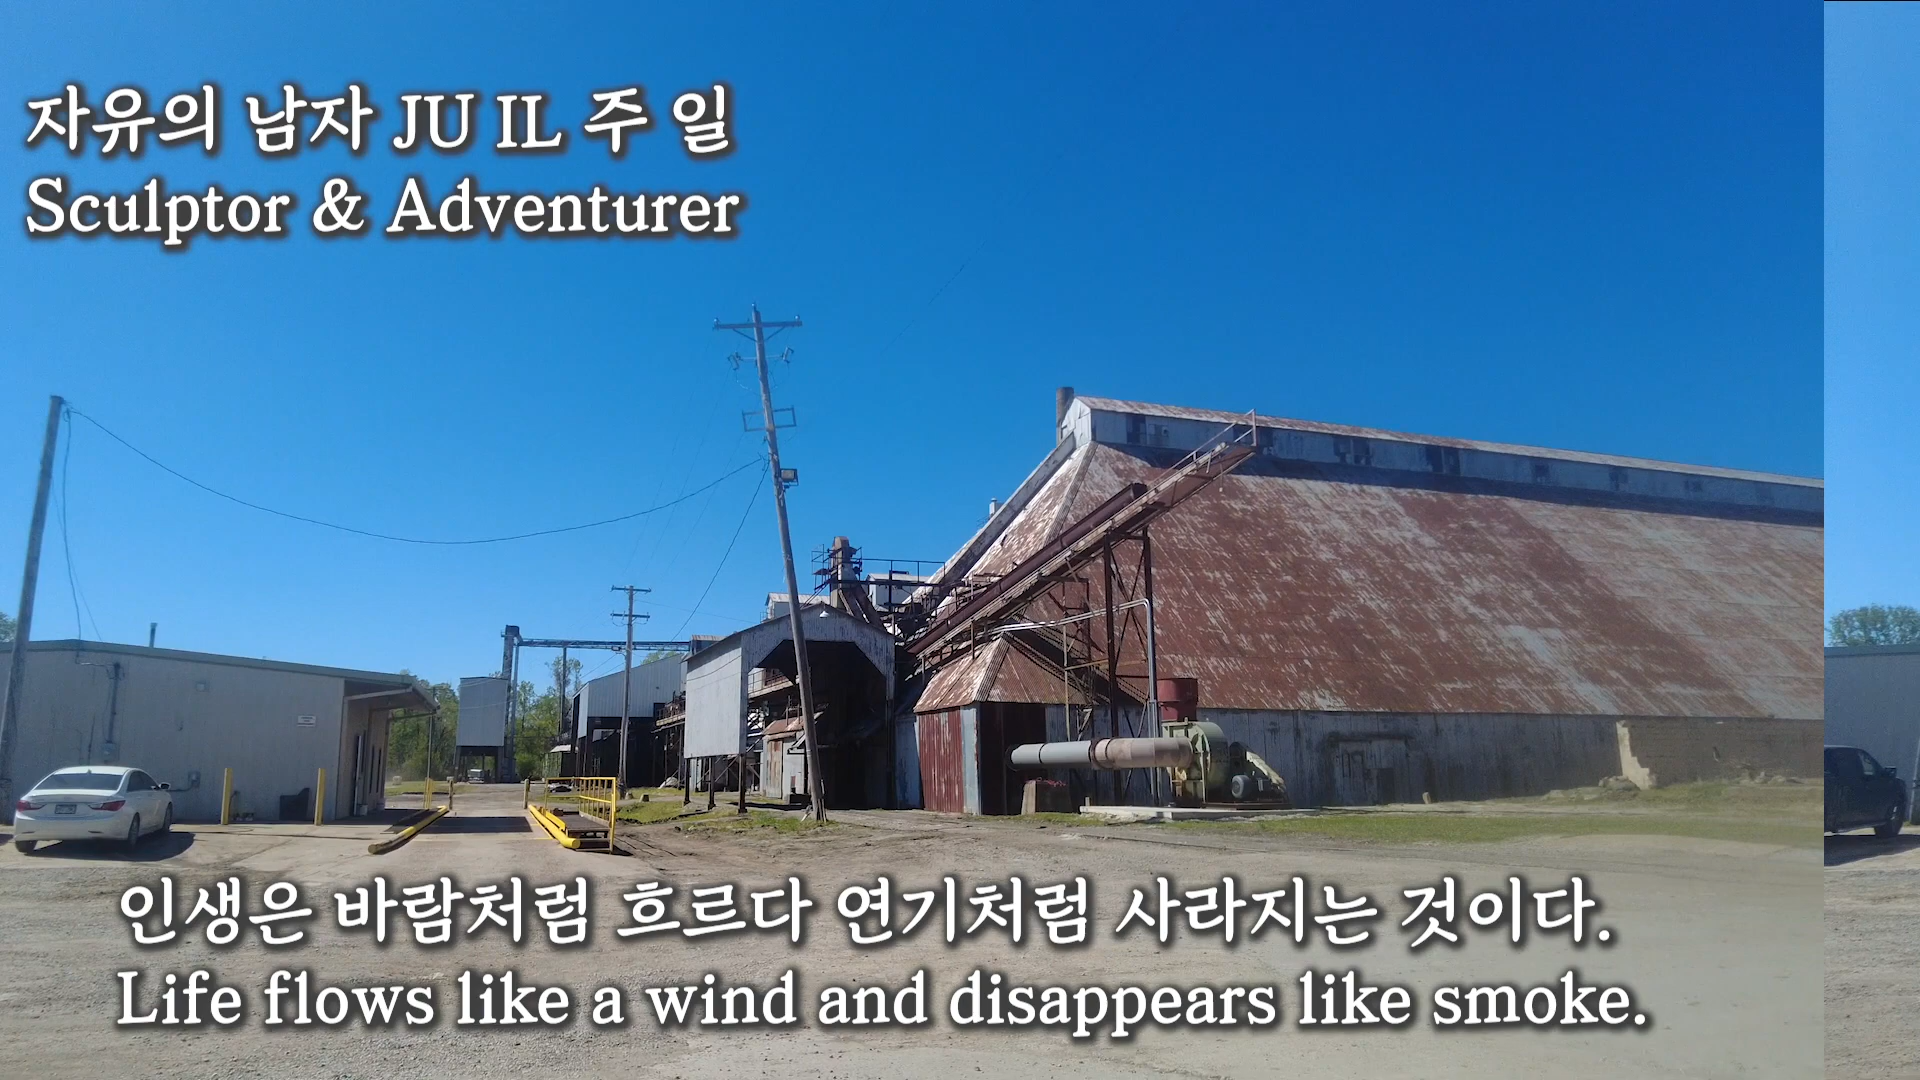 자유의 남자 JU IL 주 일
Sculptor & Adventurer
인생은 바람처럼 흐르다 연기처럼 사라지는 것이다.
Life flows like a wind and disappears like smoke.